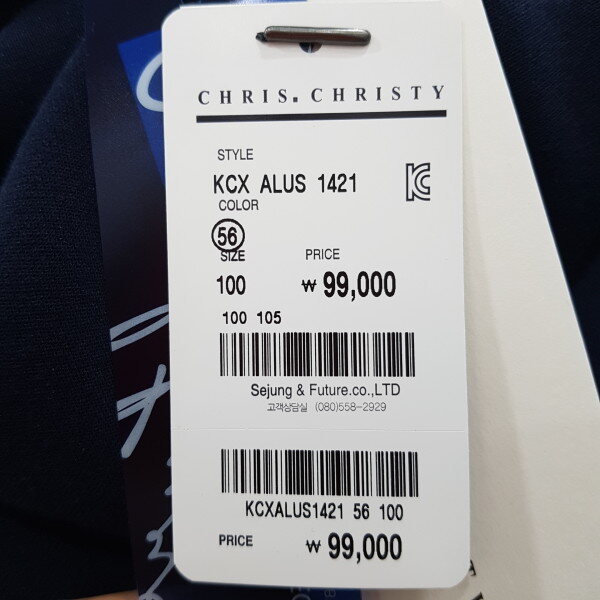 CHRIS. CHRISTY
STYLE
KCX ALUS 1421
COLOR
56
SIZE
PRICE
100
₩ 99,000
100 105
Sejung & Future.co.,LTD
고객상담실 (080)558-2929
KCXALUS1421 56 100
PRICE
₩ 99,000